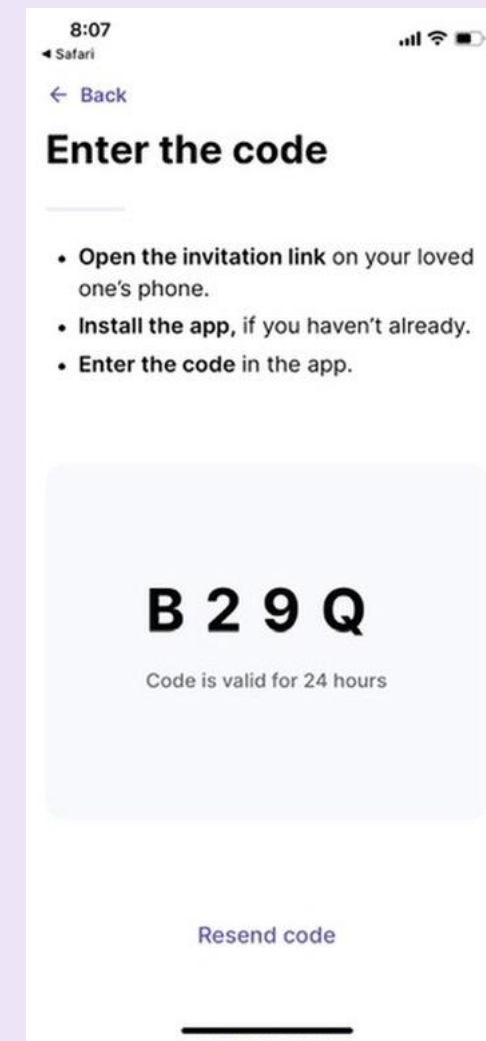 8:07
◀ Safari
← Back
Enter the code
• Open the invitation link on your loved
one's phone.
• Install the app, if you haven't already.
• Enter the code in the app.
B 2 9 Q
Code is valid for 24 hours
Resend code